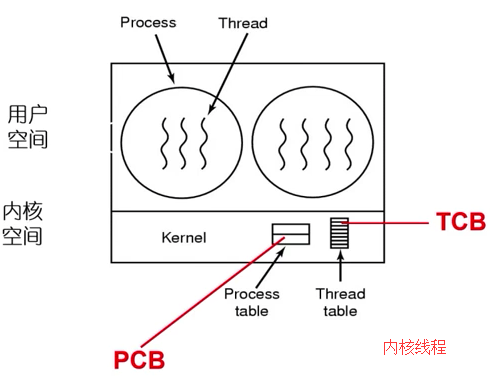 Process
Thread
用户
空间
内核
空间
Kernel
TCB
Process
table
Thread
table
PCB
内核线程